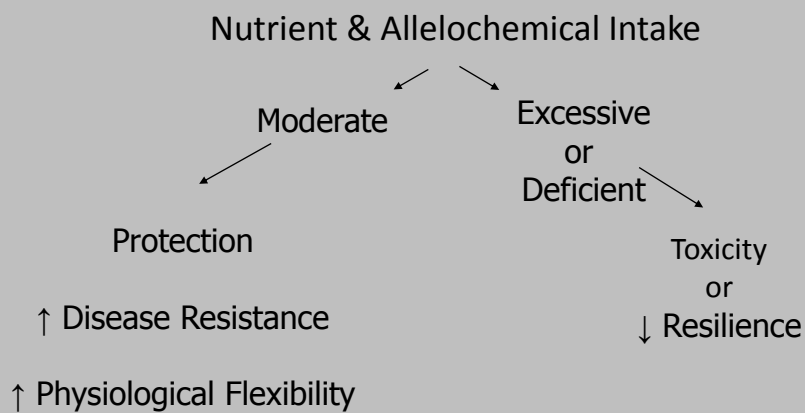 Nutrient & Allelochemical Intake
Moderate
Excessive
or
Deficient
Protection
↑ Disease Resistance
↑ Physiological Flexibility
Toxicity
or
↓ Resilience